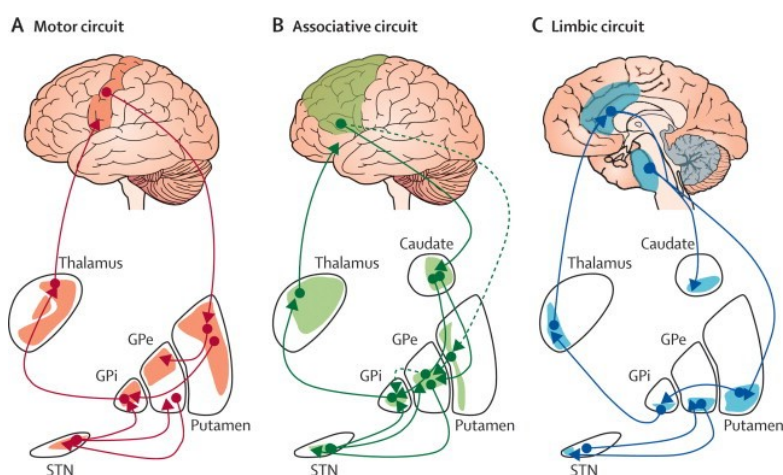 A Motor circuit
B Associative circuit
C Limbic circuit
Thalamus
GPe
GPi
Putamen
STN
Caudate
Thalamus
GPe
GPi
Putamen
STN
Caudate
Thalamus
GPe
GPi
Putamen
STN